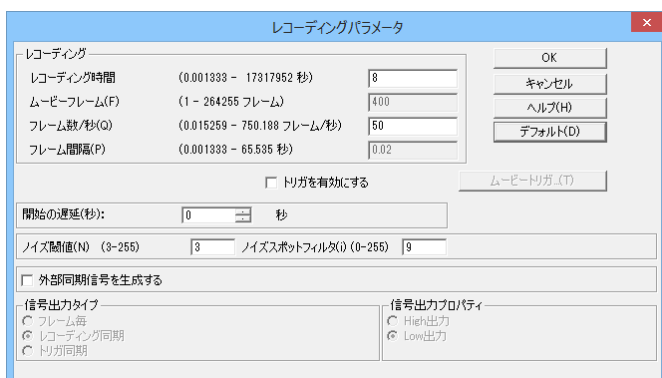 レコーディングパラメータ
レコーディング
レコーディング時間 (0.001333 - 17317952 秒) 8
ムービーフレーム(F) (1 - 264255 フレーム) 400
フレーム数/秒(Q) (0.015259 - 750.188 フレーム/秒) 50
フレーム間隔(P) (0.001333 - 65.535 秒) 0.02
OK
キャンセル
ヘルプ(H)
デフォルト(D)
トリガを有効にする
ムービートリガ...(T)
開始の遅延(秒): 0 秒
ノイズ閾値(N) (3-255) 3 ノイズスポットフィルタ(i) (0-255) 9
外部同期信号を生成する
信号出力タイプ
フレーム毎
レコーディング同期
トリガ同期
信号出力プロパティ
High出力
Low出力